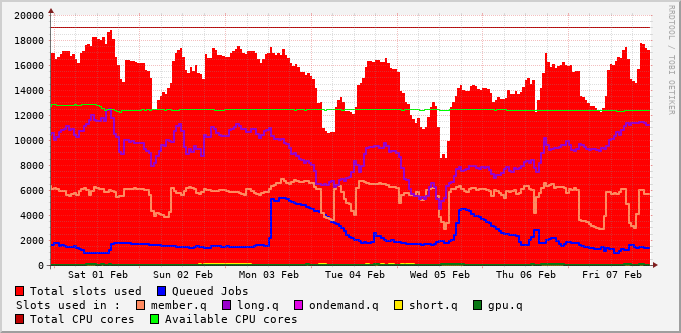 20000
18000
16000
14000
12000
10000
8000
6000
4000
2000
0
Sat 01 Feb Sun 02 Feb Mon 03 Feb Tue 04 Feb Wed 05 Feb Thu 06 Feb Fri 07 Feb
Total slots used Queued Jobs
Slots used in : member.q long.q ondemand.q short.q gpu.q
Total CPU cores Available CPU cores
RRDTOOL / TOBI OETIKER